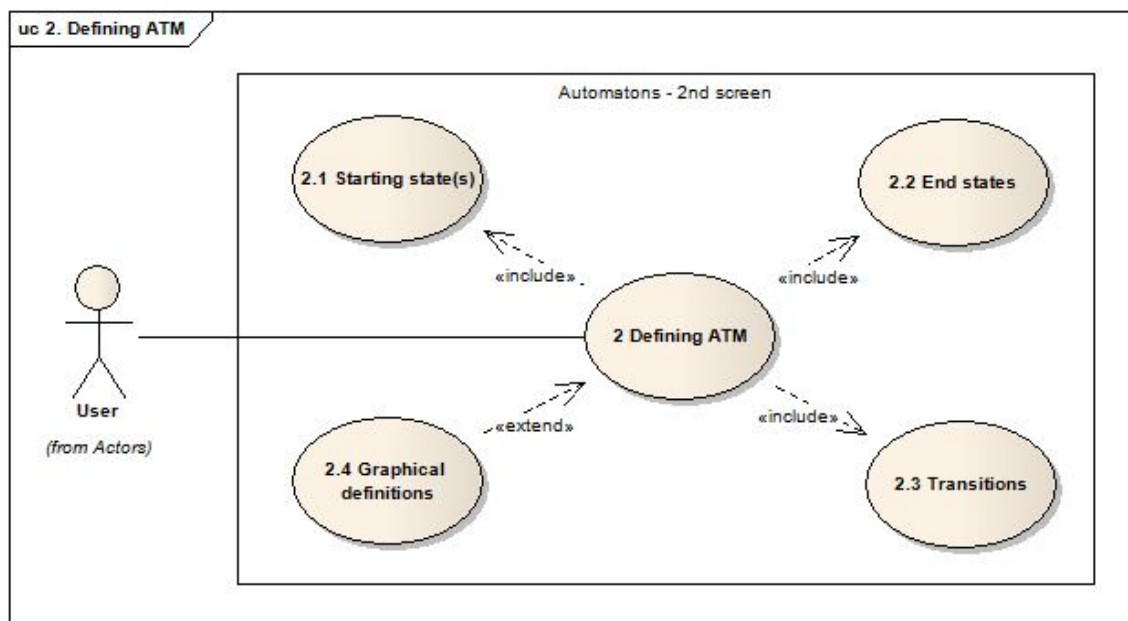 uc 2. Defining ATM
Automatons - 2nd screen
2.1 Starting state(s)
2.2 End states
«include»
«include»
2 Defining ATM
User
(from Actors)
«extend»
«include»
2.4 Graphical
definitions
2.3 Transitions